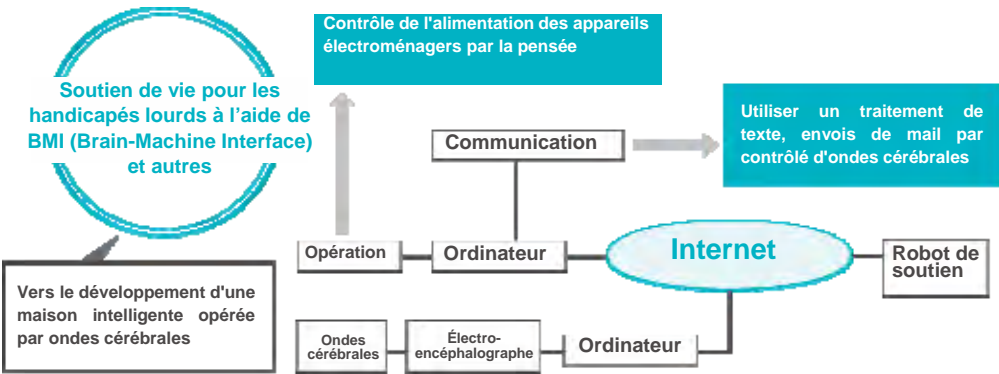 Soutien de vie pour les
handicapés lourds à l’aide de
BMI (Brain-Machine Interface)
et autres
Vers le développement d'une
maison intelligente opérée
par ondes cérébrales
Contrôle de l'alimentation des appareils
électroménagers par la pensée
Communication
Utiliser un traitement de
texte, envois de mail par
contrôlé d'ondes cérébrales
Opération
Ordinateur
Internet
Robot de
soutien
Ondes
cérébrales
Électro-
encéphalographe
Ordinateur